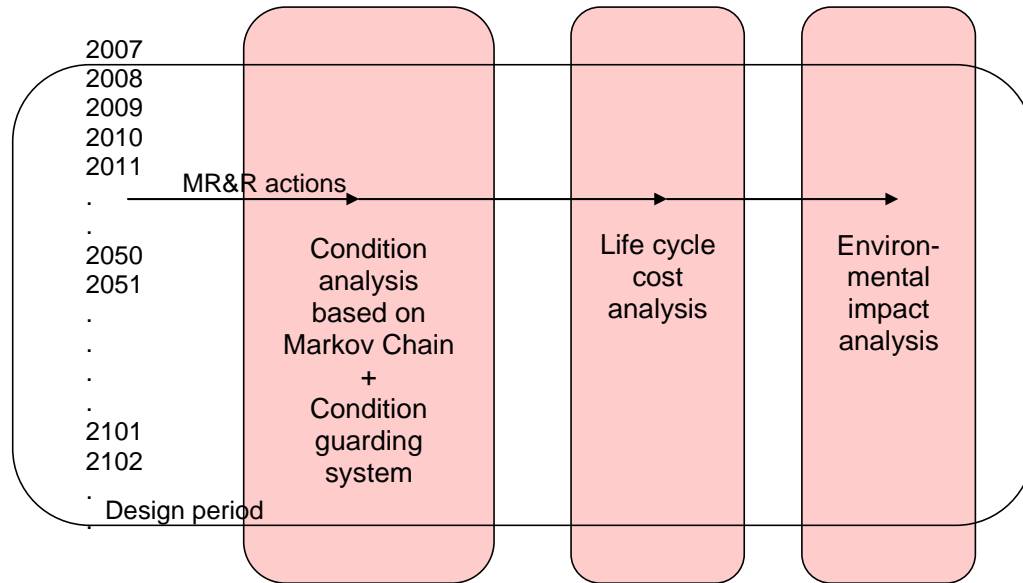 2007
2008
2009
2010
2011
MR&R actions
.
.
2050
2051
.
.
.
.
2101
2102
.
Design period
.
Condition
analysis
based on
Markov Chain
+
Condition
guarding
system
Life cycle
cost
analysis
Environ-
mental
impact
analysis